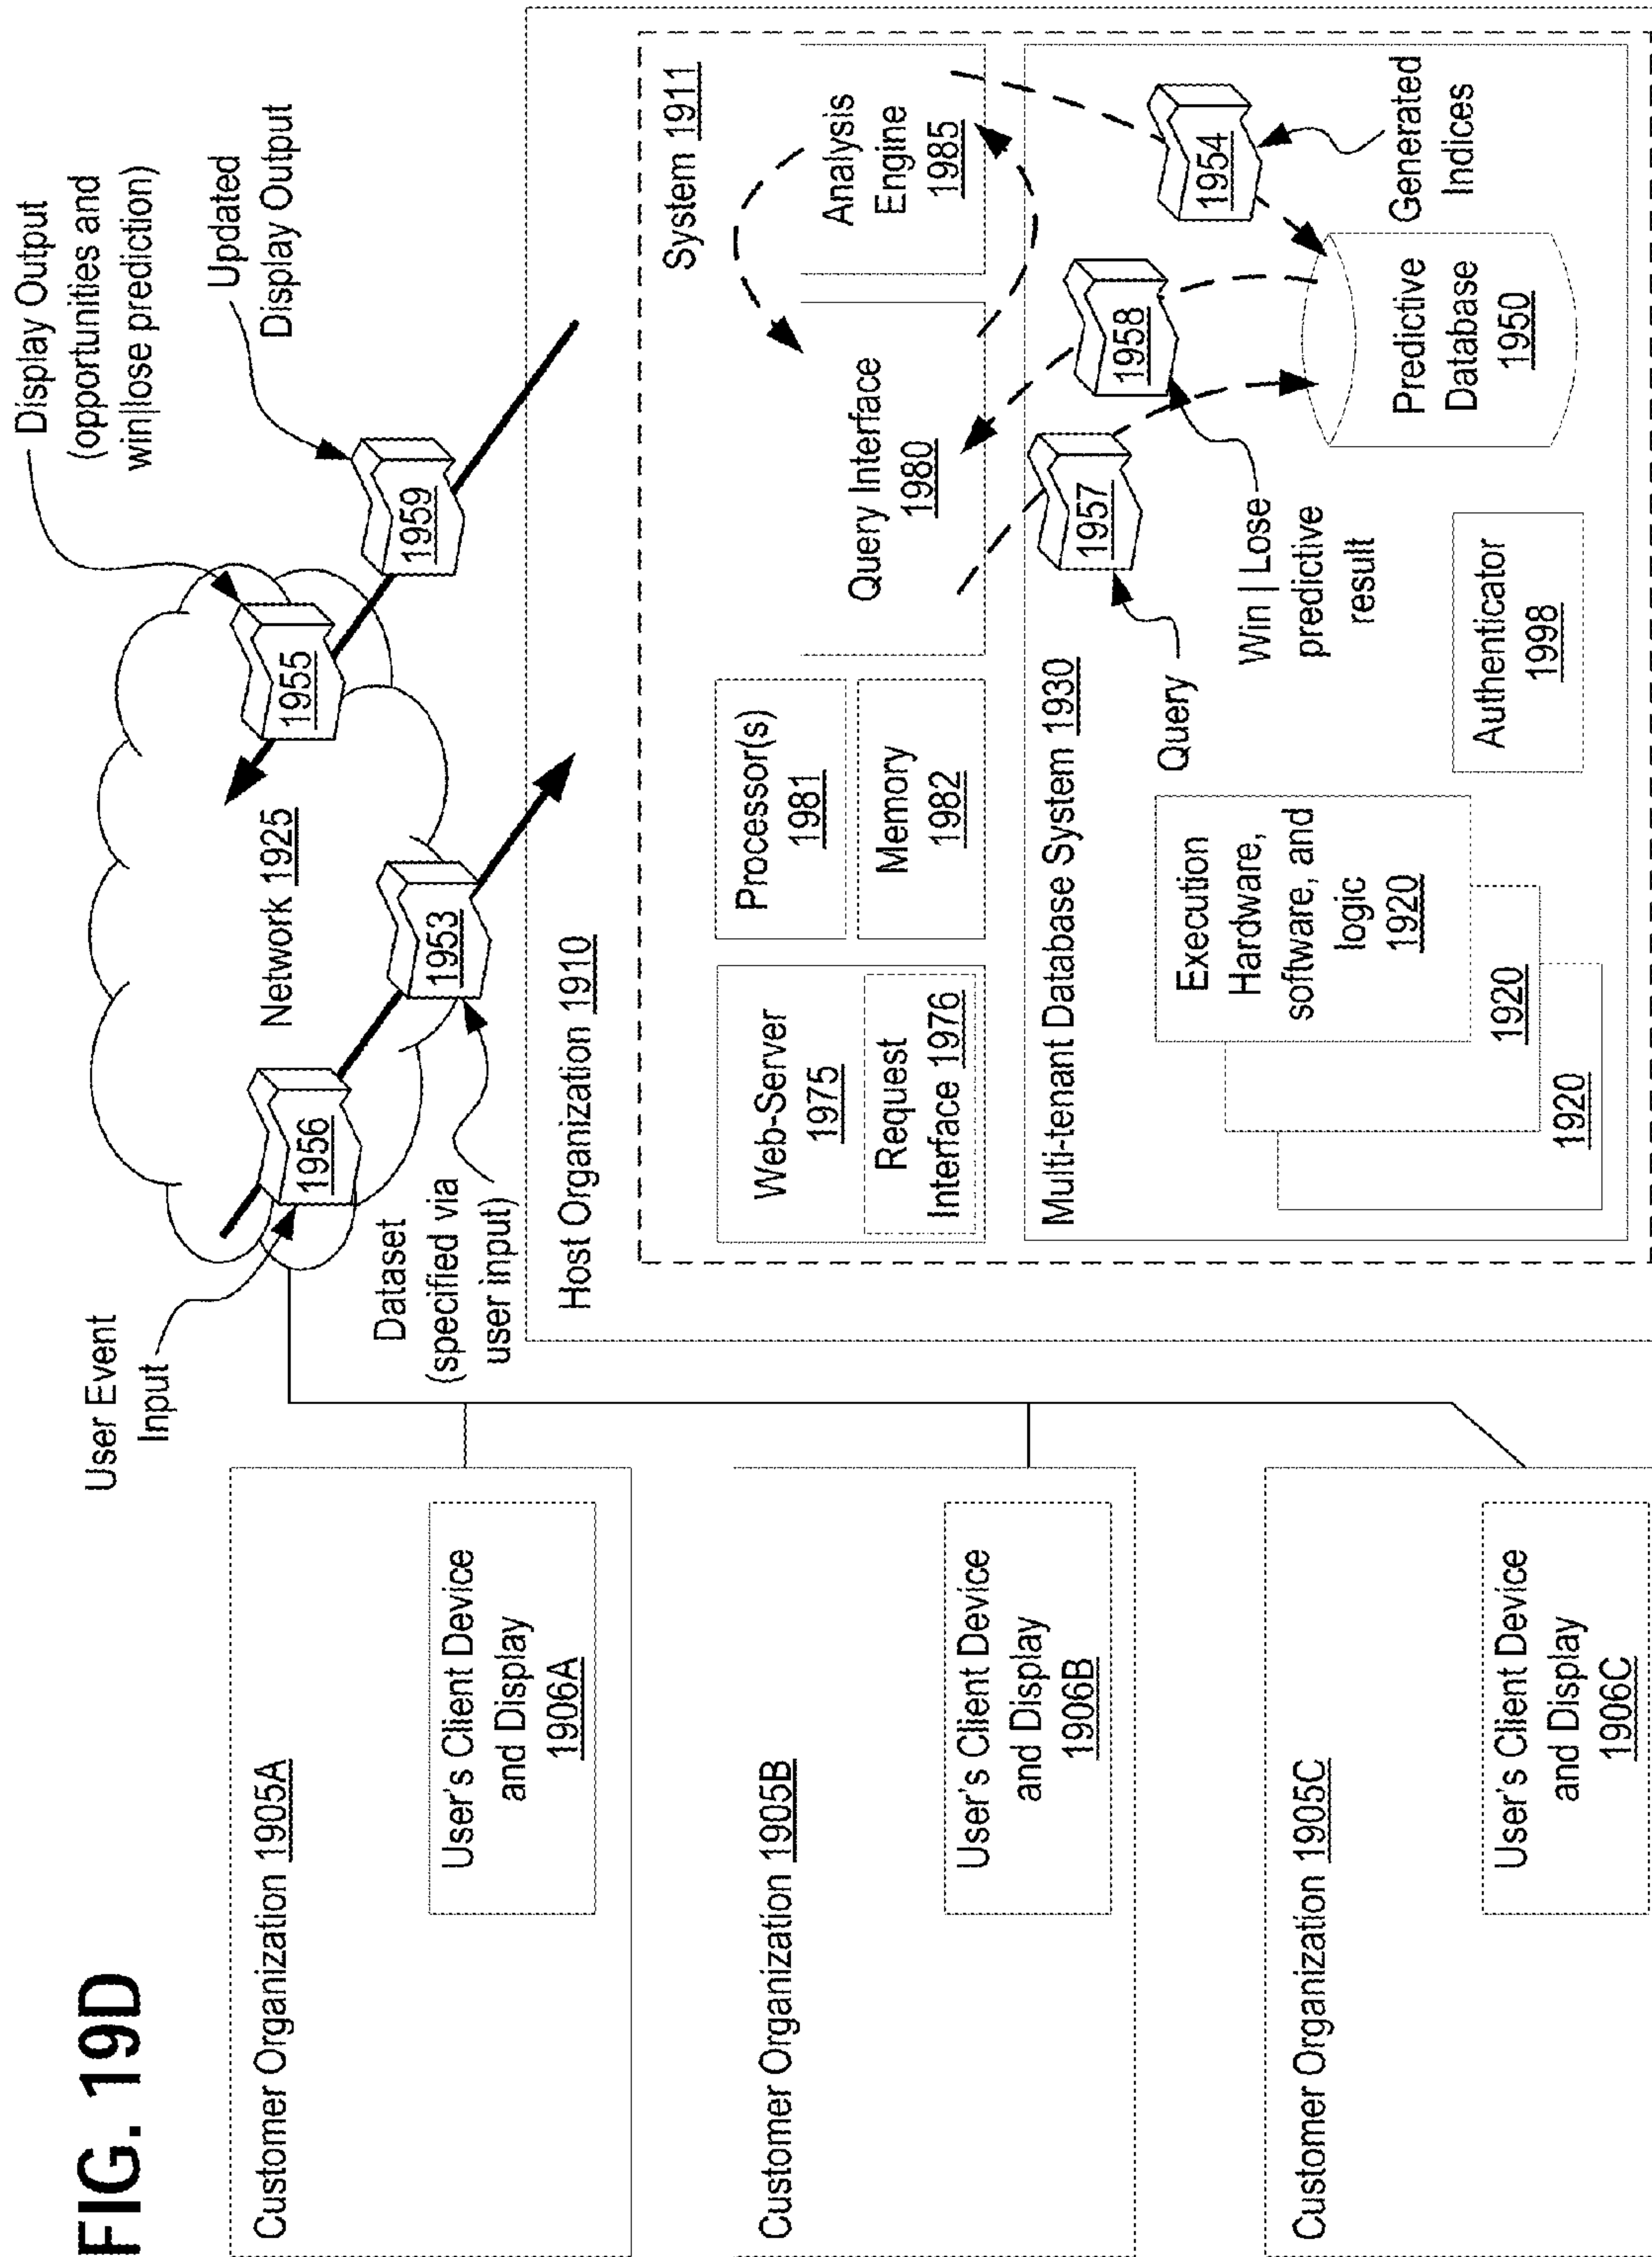 FIG. 19D
Customer Organization 1905A
User's Client Device
and Display
1906A
Customer Organization 1905B
User's Client Device
and Display
1906B
Customer Organization 1905C
User's Client Device
and Display
1906C
User Event
Input
1956
Network 1925
1953
Dataset
(specified via
user input)
1955
Display Output
(opportunities and
win|lose prediction)
1959
Updated
Display Output
Host Organization 1910
System 1911
Web-Server
1975
Request
Interface 1976
Processor(s)
1981
Memory
1982
Query Interface
1980
Analysis
Engine
1985
Multi-tenant Database System 1930
Execution
Hardware,
software, and
logic
1920
1920
1920
Query
1957
Win | Lose
predictive
result
1958
1954
Generated
Indices
Predictive
Database
1950
Authenticator
1998